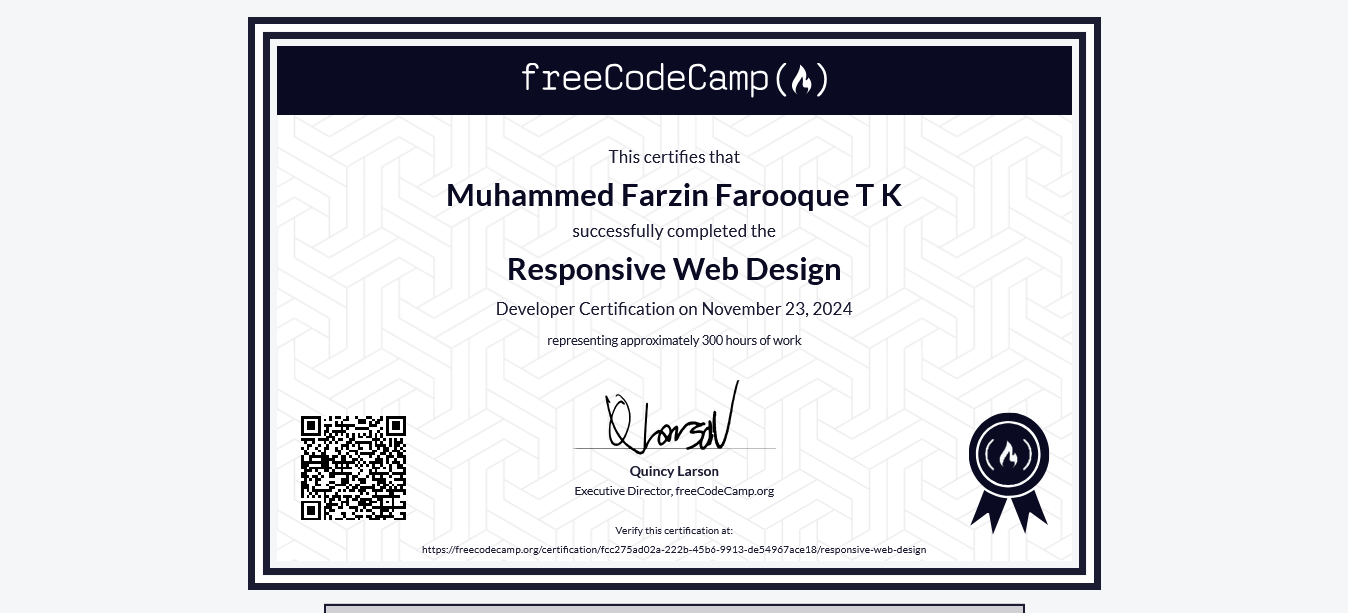 freeCodeCamp
This certifies that
Muhammed Farzin Farooque T K
successfully completed the
Responsive Web Design
Developer Certification on November 23, 2024
representing approximately 300 hours of work
Quincy Larson
Executive Director, freeCodeCamp.org
Verify this certification at:
https://freecodecamp.org/certification/fcc275ad02a-222b-45b6-9913-de54967ace18/responsive-web-design